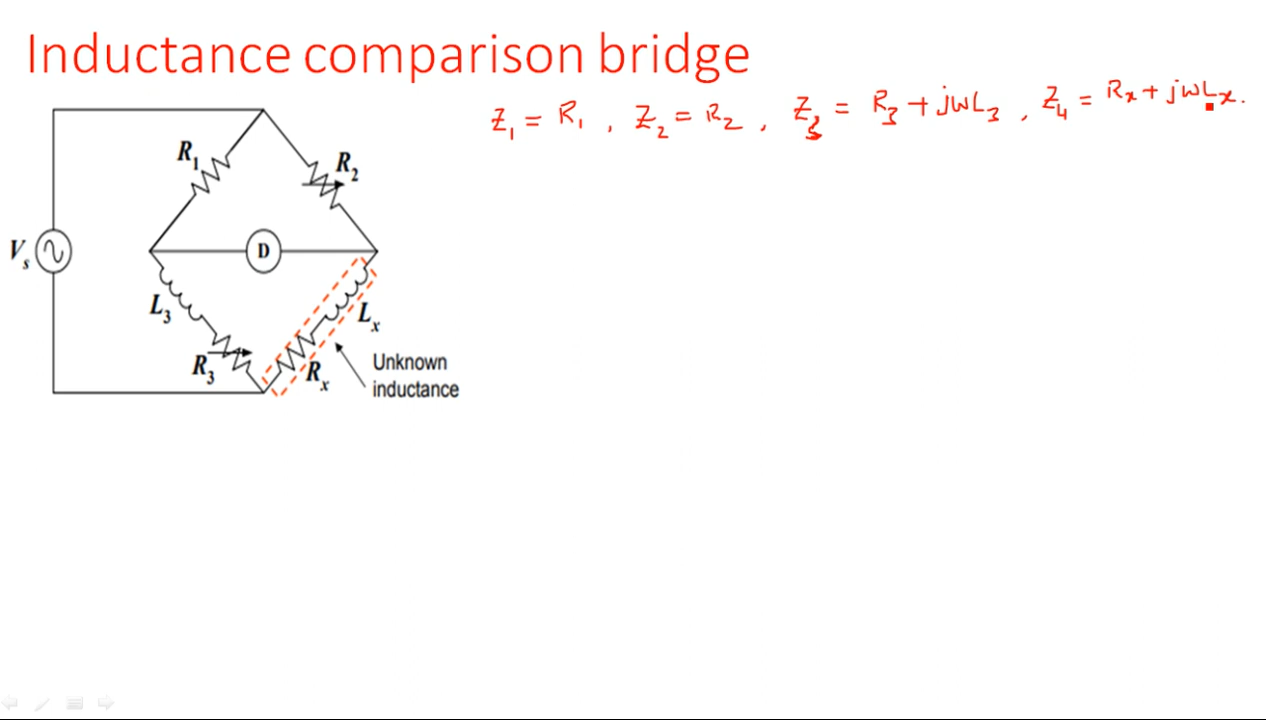 Inductance comparison bridge
Z₁ = R₁ , Z₂ = R₂ , Z₃ = R₃ + jωL₃ , Z₄ = Rₓ + jωLₓ.
R₁
R₂
Vₛ
D
L₃
Lₓ
R₃
Rₓ
Unknown
inductance